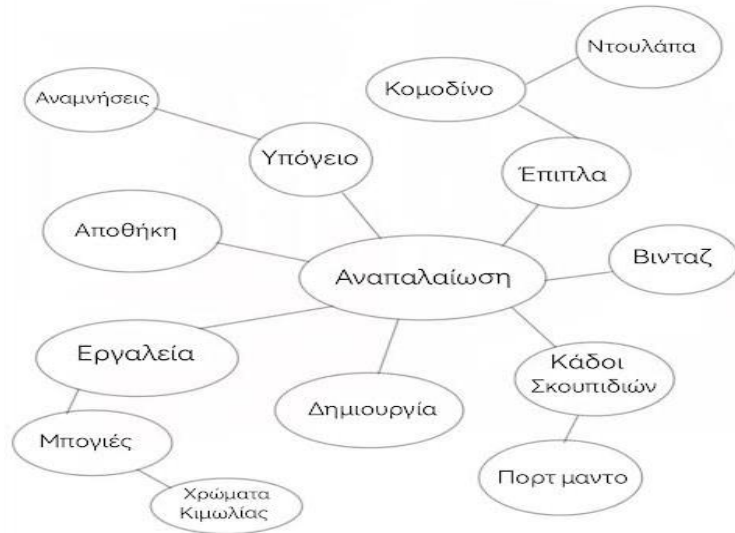 Ντουλάπα
Κομοδίνο
Αναμνήσεις
Υπόγειο
Έπιπλα
Αποθήκη
Βινταζ
Αναπαλαίωση
Εργαλεία
Κάδοι
Σκουπιδιών
Δημιουργία
Μπογιές
Πορτ μαντο
Χρώματα
Κιμωλίας